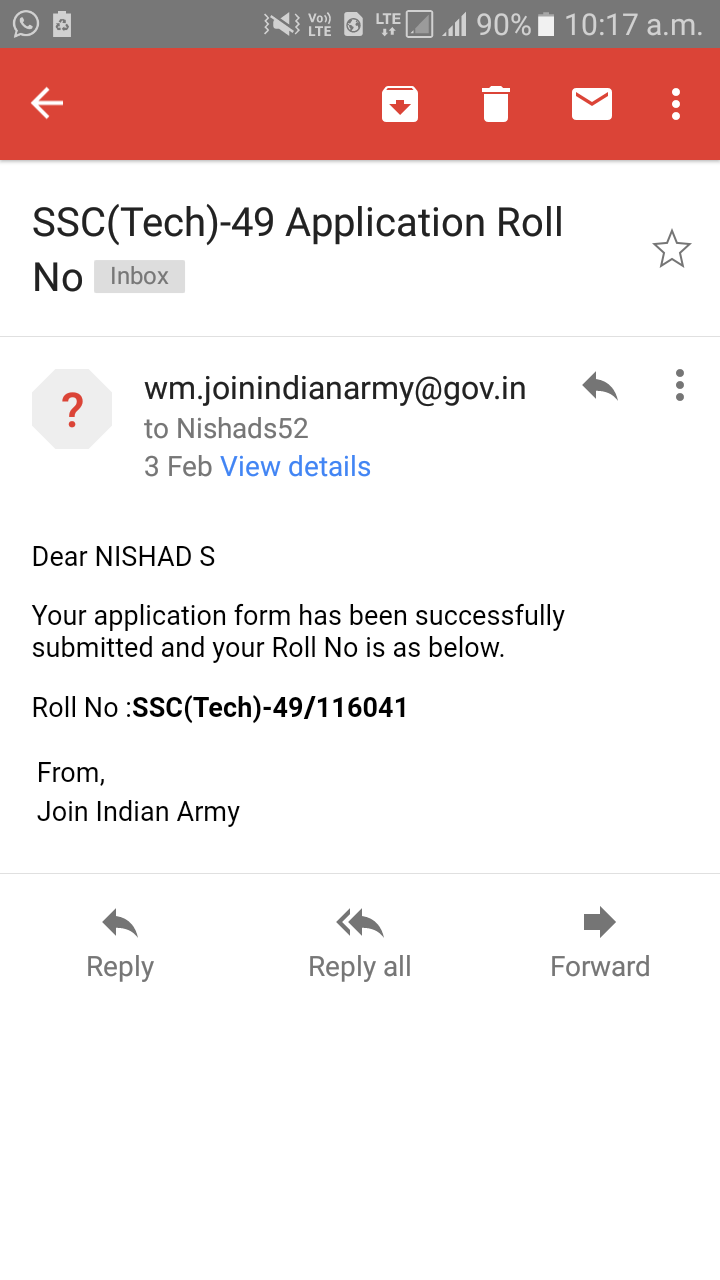 Vo)) LTE LTE 90% 10:17 a.m.
SSC(Tech)-49 Application Roll
No Inbox
?
wm.joinindianarmy@gov.in
to Nishads52
3 Feb View details
Dear NISHAD S
Your application form has been successfully
submitted and your Roll No is as below.
Roll No :SSC(Tech)-49/116041
From,
Join Indian Army
Reply Reply all Forward